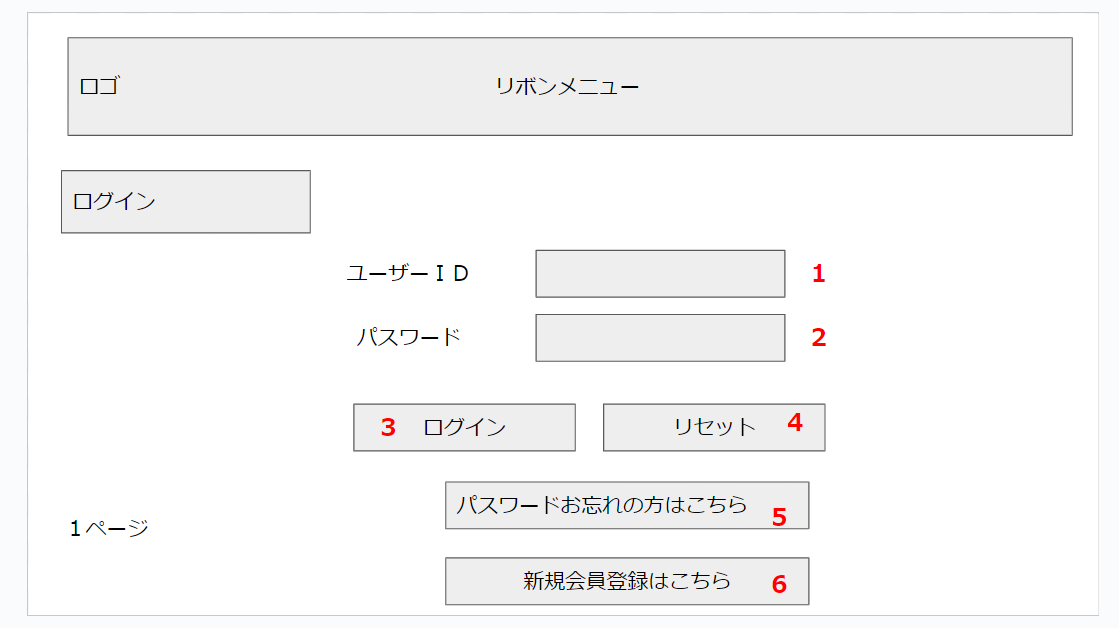 ロゴ リボンメニュー
ログイン
ユーザーＩＤ 1
パスワード 2
3 ログイン リセット 4
パスワードお忘れの方はこちら 5
1ページ
新規会員登録はこちら 6